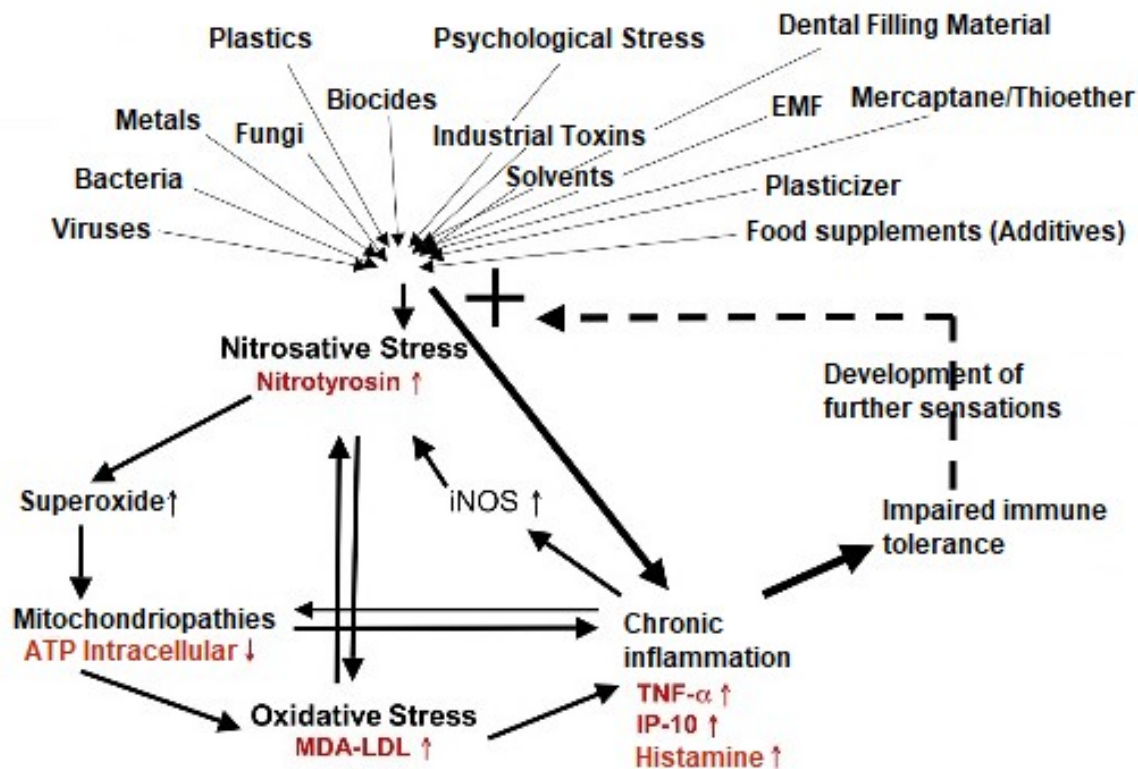 Plastics
Psychological Stress
Dental Filling Material
Biocides
EMF
Mercaptane/Thioether
Metals
Fungi
Industrial Toxins
Bacteria
Solvents
Plasticizer
Viruses
Food supplements (Additives)
+
Nitrosative Stress
Nitrotyrosin ↑
Development of
further sensations
Superoxide↑
iNOS ↑
Impaired immune
tolerance
Mitochondriopathies
ATP Intracellular ↓
Chronic
inflammation
TNF-α ↑
IP-10 ↑
Histamine ↑
Oxidative Stress
MDA-LDL ↑